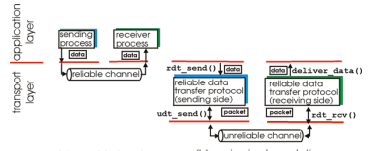 application
layer
transport
layer
sending
process
data
receiver
process
data
reliable channel
rdt_send()
data
reliable data
transfer protocol
(sending side)
udt_send()
packet
data
deliver_data()
reliable data
transfer protocol
(receiving side)
packet
rdt_rcv()
unreliable channel